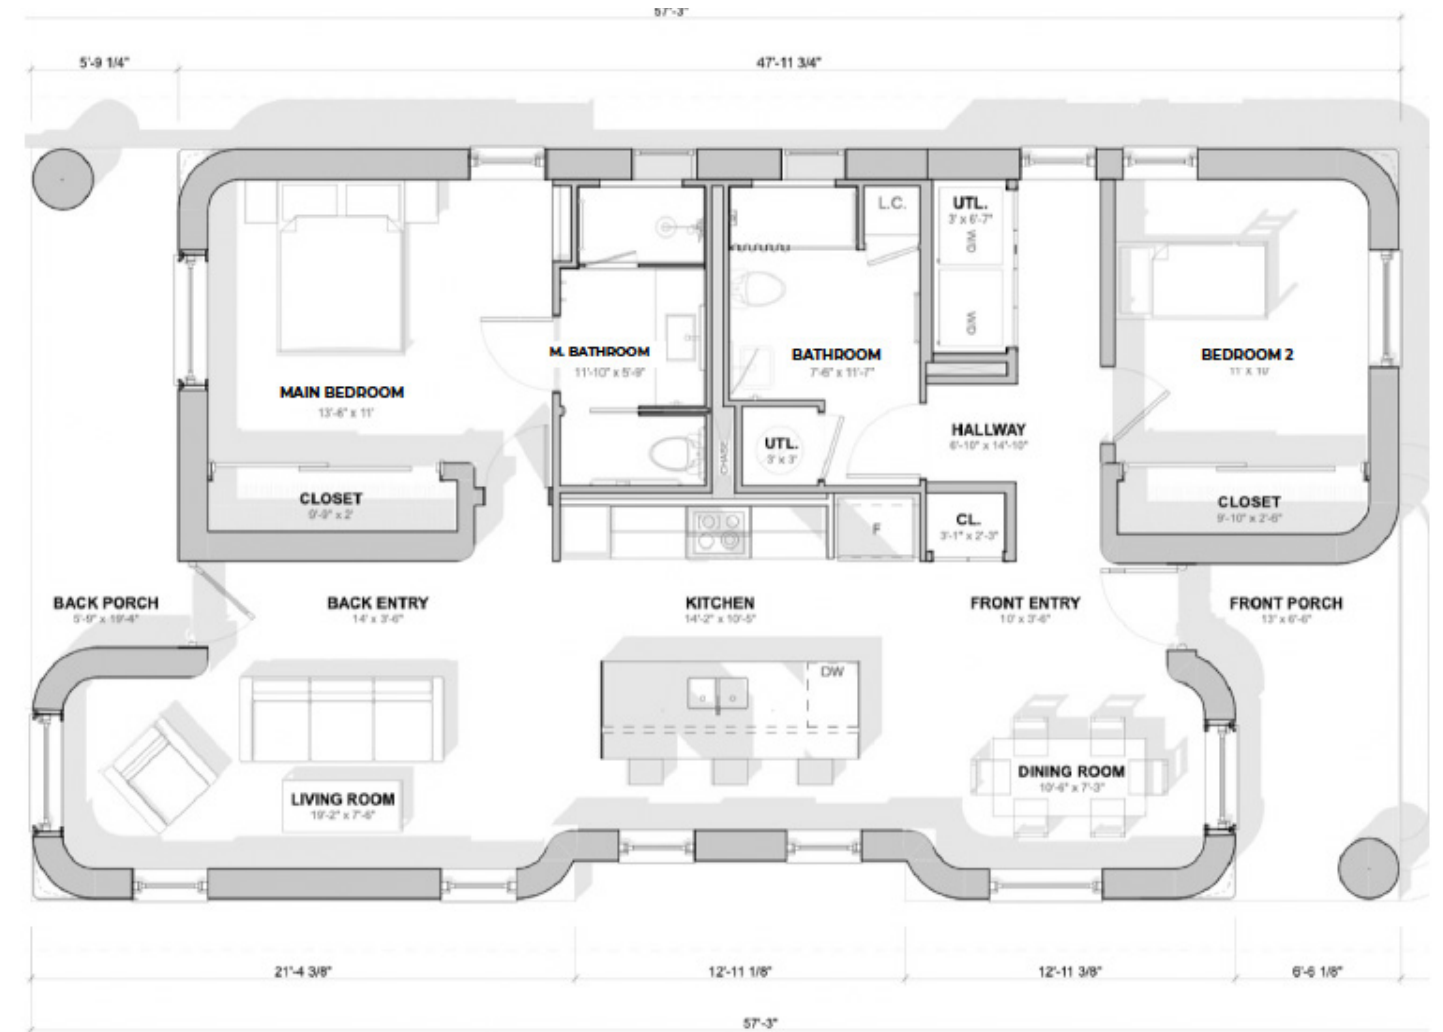 57'-3"
5'-9 1/4"
47'-11 3/4"
L.C.
UTL.
3' x 6'-7"
W/D
W/D
M. BATHROOM
11'-10" x 5'-9"
BATHROOM
7'-6" x 11'-7"
BEDROOM 2
11' X 10'
MAIN BEDROOM
13'-6" x 11'
HALLWAY
6'-10" x 14'-10"
UTL.
3' x 3'
CHASE
CLOSET
9'-9" x 2'
CLOSET
9'-10" x 2'-6"
CL.
3'-1" x 2'-3"
F
BACK PORCH
5'-9" x 19'-4"
BACK ENTRY
14' x 3'-6"
KITCHEN
14'-2" x 10'-5"
FRONT ENTRY
10' x 3'-6"
FRONT PORCH
13' x 6'-6"
DW
DINING ROOM
10'-6" x 7'-3"
LIVING ROOM
19'-2" x 7'-6"
21'-4 3/8"
12'-11 1/8"
12'-11 3/8"
6'-6 1/8"
57'-3"